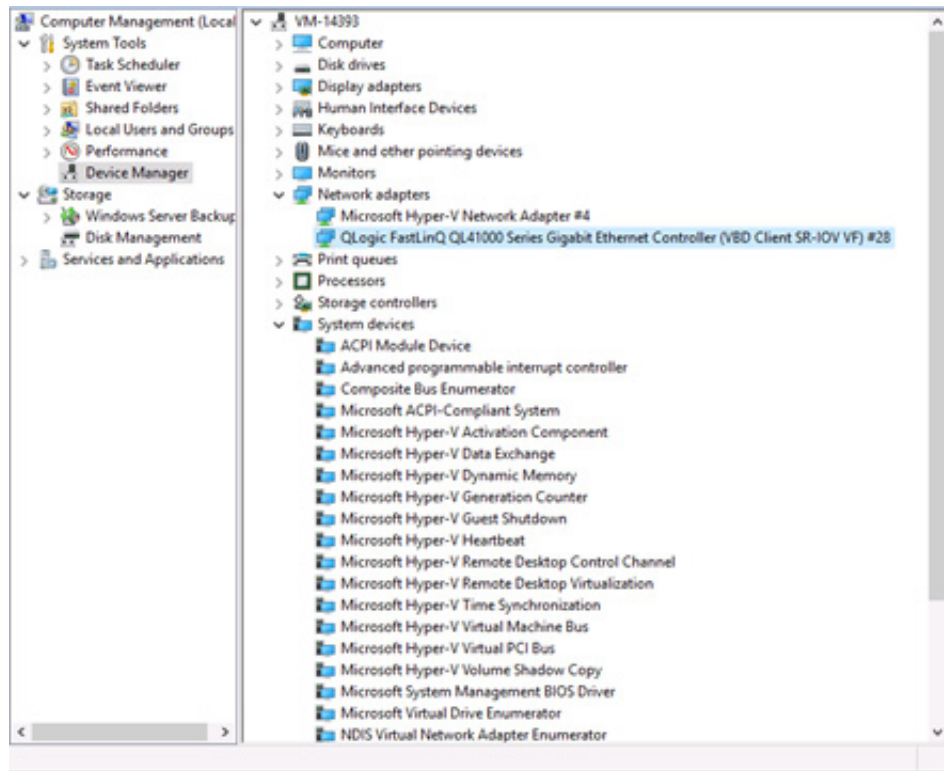 Computer Management (Local
System Tools
Task Scheduler
Event Viewer
Shared Folders
Local Users and Groups
Performance
Device Manager
Storage
Windows Server Backup
Disk Management
Services and Applications
VM-14393
Computer
Disk drives
Display adapters
Human Interface Devices
Keyboards
Mice and other pointing devices
Monitors
Network adapters
Microsoft Hyper-V Network Adapter #4
QLogic FastLinQ QL41000 Series Gigabit Ethernet Controller (VBD Client SR-IOV VF) #28
Print queues
Processors
Storage controllers
System devices
ACPI Module Device
Advanced programmable interrupt controller
Composite Bus Enumerator
Microsoft ACPI-Compliant System
Microsoft Hyper-V Activation Component
Microsoft Hyper-V Data Exchange
Microsoft Hyper-V Dynamic Memory
Microsoft Hyper-V Generation Counter
Microsoft Hyper-V Guest Shutdown
Microsoft Hyper-V Heartbeat
Microsoft Hyper-V Remote Desktop Control Channel
Microsoft Hyper-V Remote Desktop Virtualization
Microsoft Hyper-V Time Synchronization
Microsoft Hyper-V Virtual Machine Bus
Microsoft Hyper-V Virtual PCI Bus
Microsoft Hyper-V Volume Shadow Copy
Microsoft System Management BIOS Driver
Microsoft Virtual Drive Enumerator
NDIS Virtual Network Adapter Enumerator